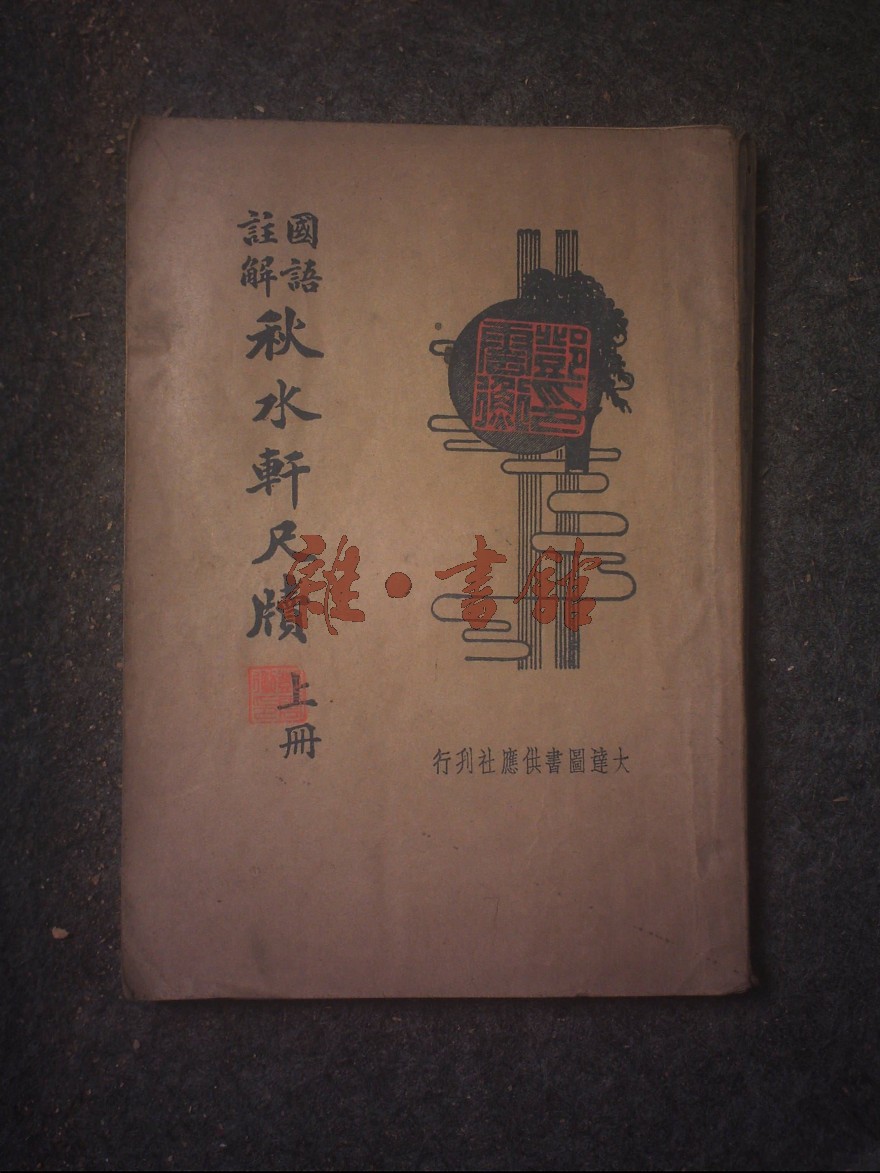 國語
註解
秋水軒尺牘
上冊
大達圖書供應社刊行
雜·書館